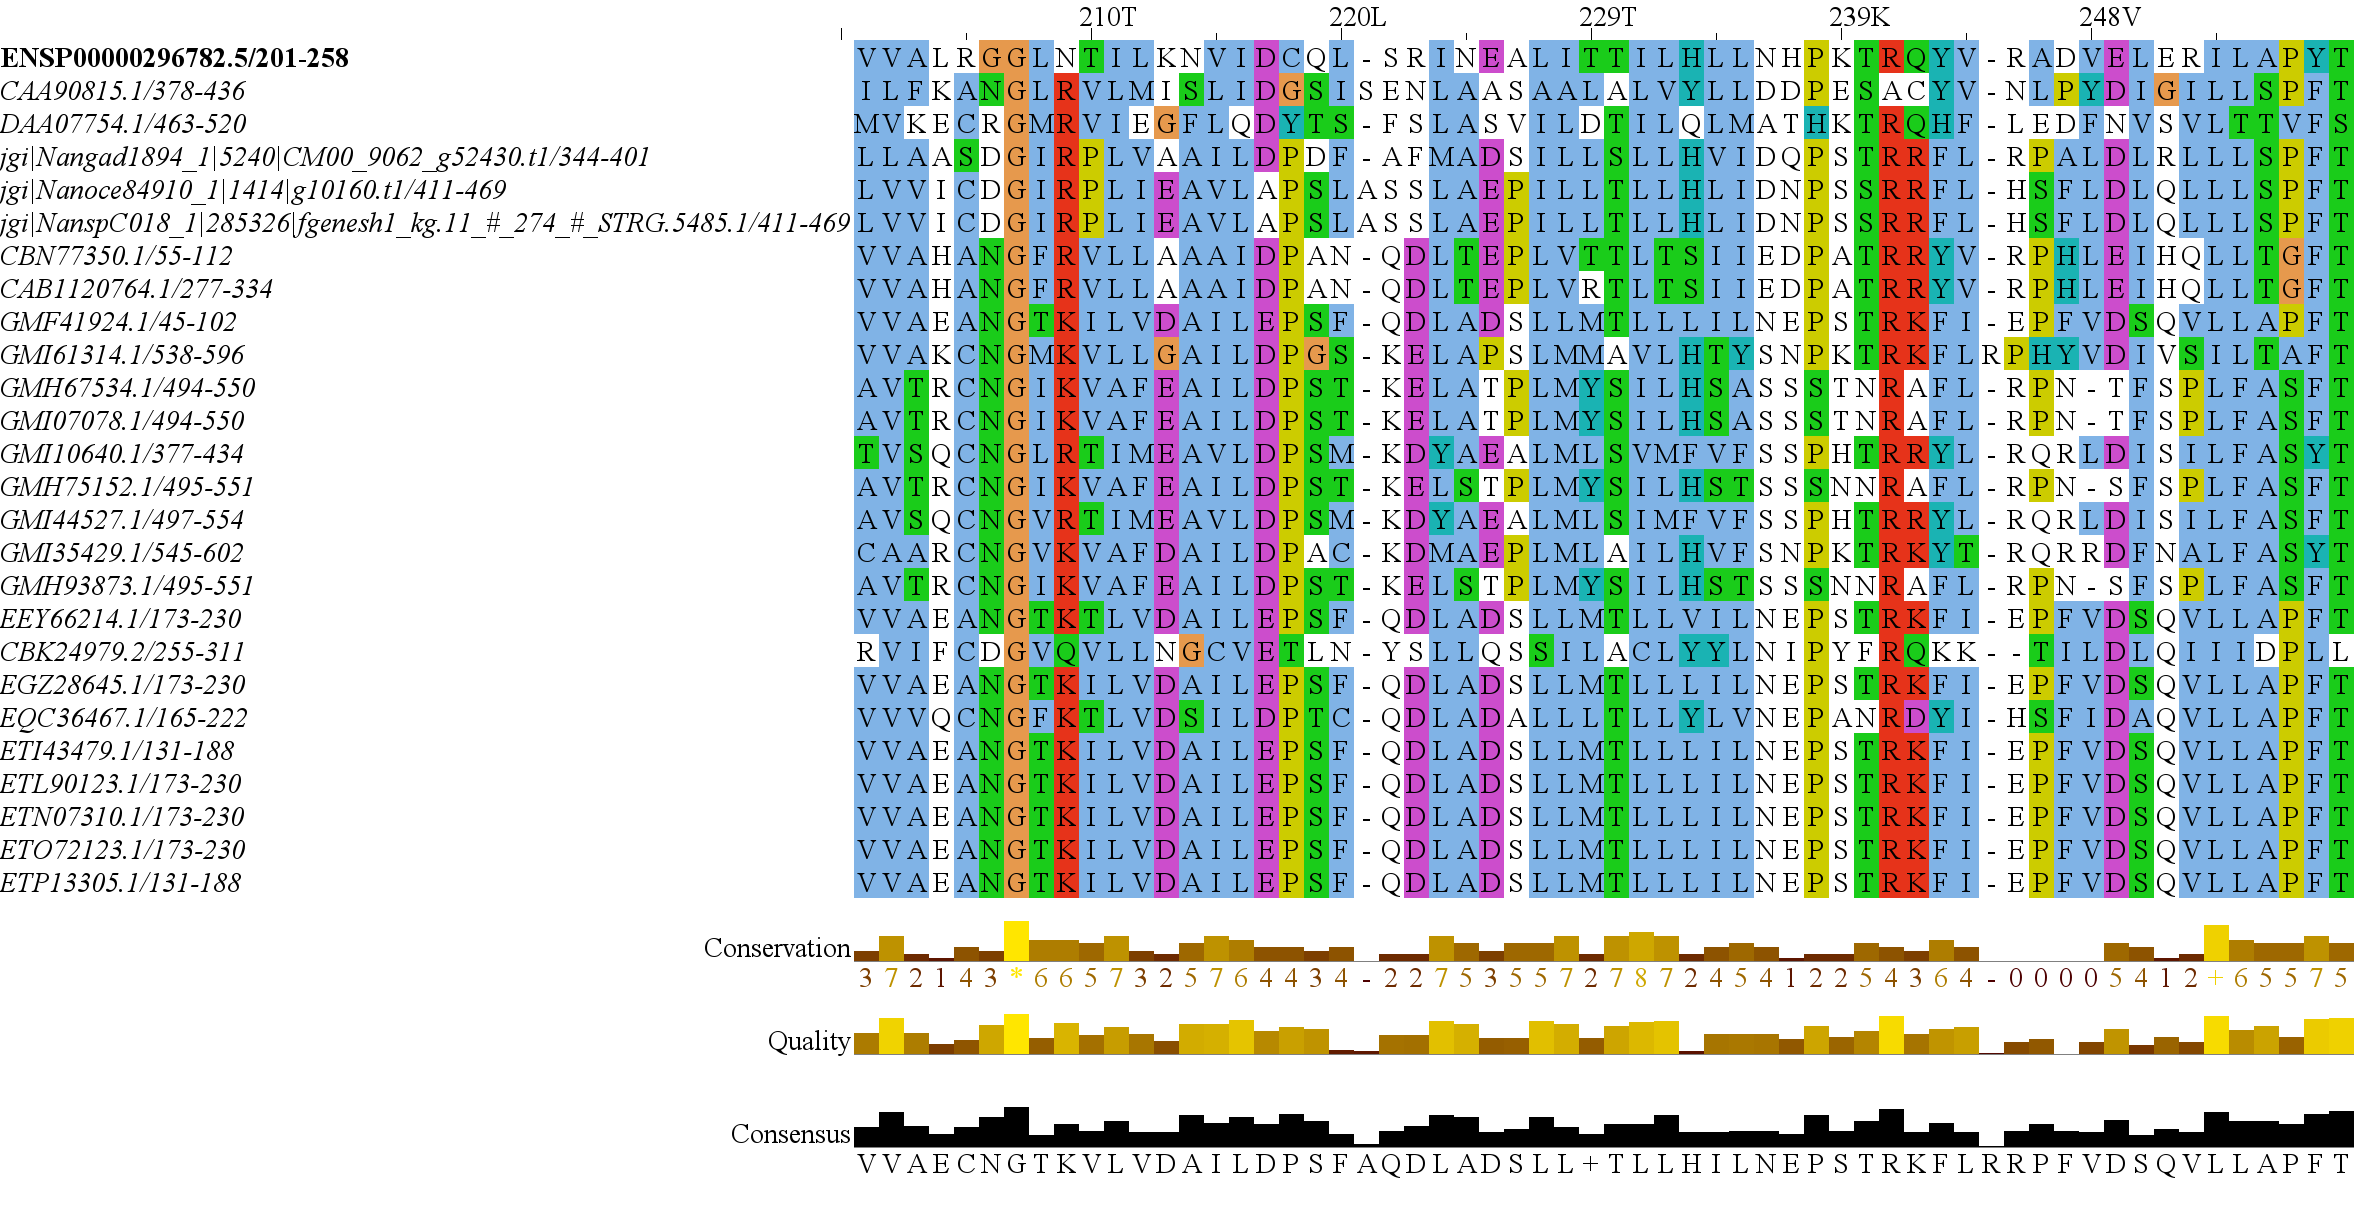 210T 220L 229T 239K 248V
ENSP00000296782.5/201-258 VVALRGGLNTILKNVIDCQL-SRINEALITTILHLLNHPKTRQYV-RADVELERILAPYT
CAA90815.1/378-436 ILFKANGLRVLMISLIDGSISENLAASAALALVYLLDDPESACYV-NLPYDIGILLSPFT
DAA07754.1/463-520 MVKECRGMRVIEGFLQDYTS-FSLASVILDTILQLMATHKTRQHF-LEDFNVSVLTTVFS
jgi|Nangad1894_1|5240|CM00_9062_g52430.t1/344-401 LLAASDGIRPLVAAILDPDF-AFMADSILLSLLHVIDQPSTRRFL-RPALDLRLLLSPFT
jgi|Nanoce84910_1|1414|g10160.t1/411-469 LVVICDGIRPLIEAVLAPSLASSLAEPILLTLLHLIDNPSSRRFL-HSFLDLQLLLSPFT
jgi|NanspC018_1|285326|fgenesh1_kg.11_#_274_#_STRG.5485.1/411-469 LVVICDGIRPLIEAVLAPSLASSLAEPILLTLLHLIDNPSSRRFL-HSFLDLQLLLSPFT
CBN77350.1/55-112 VVAHANGFRVLLAAAIDPAN-QDLTEPLVTTLTSIIEDPATRRYV-RPHLEIHQLLTGFT
CAB1120764.1/277-334 VVAHANGFRVLLAAAIDPAN-QDLTEPLVRTLTSIIEDPATRRYV-RPHLEIHQLLTGFT
GMF41924.1/45-102 VVAEANGTKILVDAILEPSF-QDLADSLLMTLLLILNEPSTRKFI-EPFVDSQVLLAPFT
GMI61314.1/538-596 VVAKCNGMKVLLGAILDPGS-KELAPSLMMAVLHTYSNPKTRKFLRPHYVDIVSILTAFT
GMH67534.1/494-550 AVTRCNGIKVAFEAILDPST-KELATPLMYSILHSASSSTNRAFL-RPN-TFSPLFASFT
GMI07078.1/494-550 AVTRCNGIKVAFEAILDPST-KELATPLMYSILHSASSSTNRAFL-RPN-TFSPLFASFT
GMI10640.1/377-434 TVSQCNGLRTIMEAVLDPSM-KDYAEALMLSVMFVFSSPHTRRYL-RQRLDISILFASYT
GMH75152.1/495-551 AVTRCNGIKVAFEAILDPST-KELSTPLMYSILHSTSSSNNRAFL-RPN-SFSPLFASFT
GMI44527.1/497-554 AVSQCNGVRTIMEAVLDPSM-KDYAEALMLSIMFVFSSPHTRRYL-RQRLDISILFASFT
GMI35429.1/545-602 CAARCNGVKVAFDAILDPAC-KDMAEPLMLAILHVFSNPKTRKYT-RQRRDFNALFASYT
GMH93873.1/495-551 AVTRCNGIKVAFEAILDPST-KELSTPLMYSILHSTSSSNNRAFL-RPN-SFSPLFASFT
EEY66214.1/173-230 VVAEANGTKTLVDAILEPSF-QDLADSLLMTLLVILNEPSTRKFI-EPFVDSQVLLAPFT
CBK24979.2/255-311 RVIFCDGVQVLLNGCVETLN-YSLLQSSILACLYYLNIPYFRQKK--TILDLQIIIDPLL
EGZ28645.1/173-230 VVAEANGTKILVDAILEPSF-QDLADSLLMTLLLILNEPSTRKFI-EPFVDSQVLLAPFT
EQC36467.1/165-222 VVVQCNGFKTLVDSILDPTC-QDLADALLLTLLYLVNEPANRDYI-HSFIDAQVLLAPFT
ETI43479.1/131-188 VVAEANGTKILVDAILEPSF-QDLADSLLMTLLLILNEPSTRKFI-EPFVDSQVLLAPFT
ETL90123.1/173-230 VVAEANGTKILVDAILEPSF-QDLADSLLMTLLLILNEPSTRKFI-EPFVDSQVLLAPFT
ETN07310.1/173-230 VVAEANGTKILVDAILEPSF-QDLADSLLMTLLLILNEPSTRKFI-EPFVDSQVLLAPFT
ETO72123.1/173-230 VVAEANGTKILVDAILEPSF-QDLADSLLMTLLLILNEPSTRKFI-EPFVDSQVLLAPFT
ETP13305.1/131-188 VVAEANGTKILVDAILEPSF-QDLADSLLMTLLLILNEPSTRKFI-EPFVDSQVLLAPFT
Conservation
372143*6657325764434-227535572787245412254364-00005412+65575
Quality
Consensus
VVAECNGTKVLVDAILDPSFAQDLADSLL+TLLHILNEPSTRKFLRRPFVDSQVLLAPFT